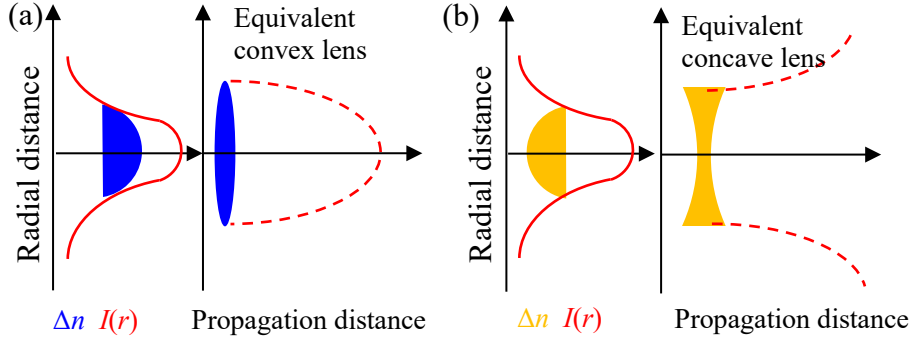 (a)
Radial distance
Equivalent
convex lens
Δn I(r)
Propagation distance
(b)
Radial distance
Equivalent
concave lens
Δn I(r)
Propagation distance